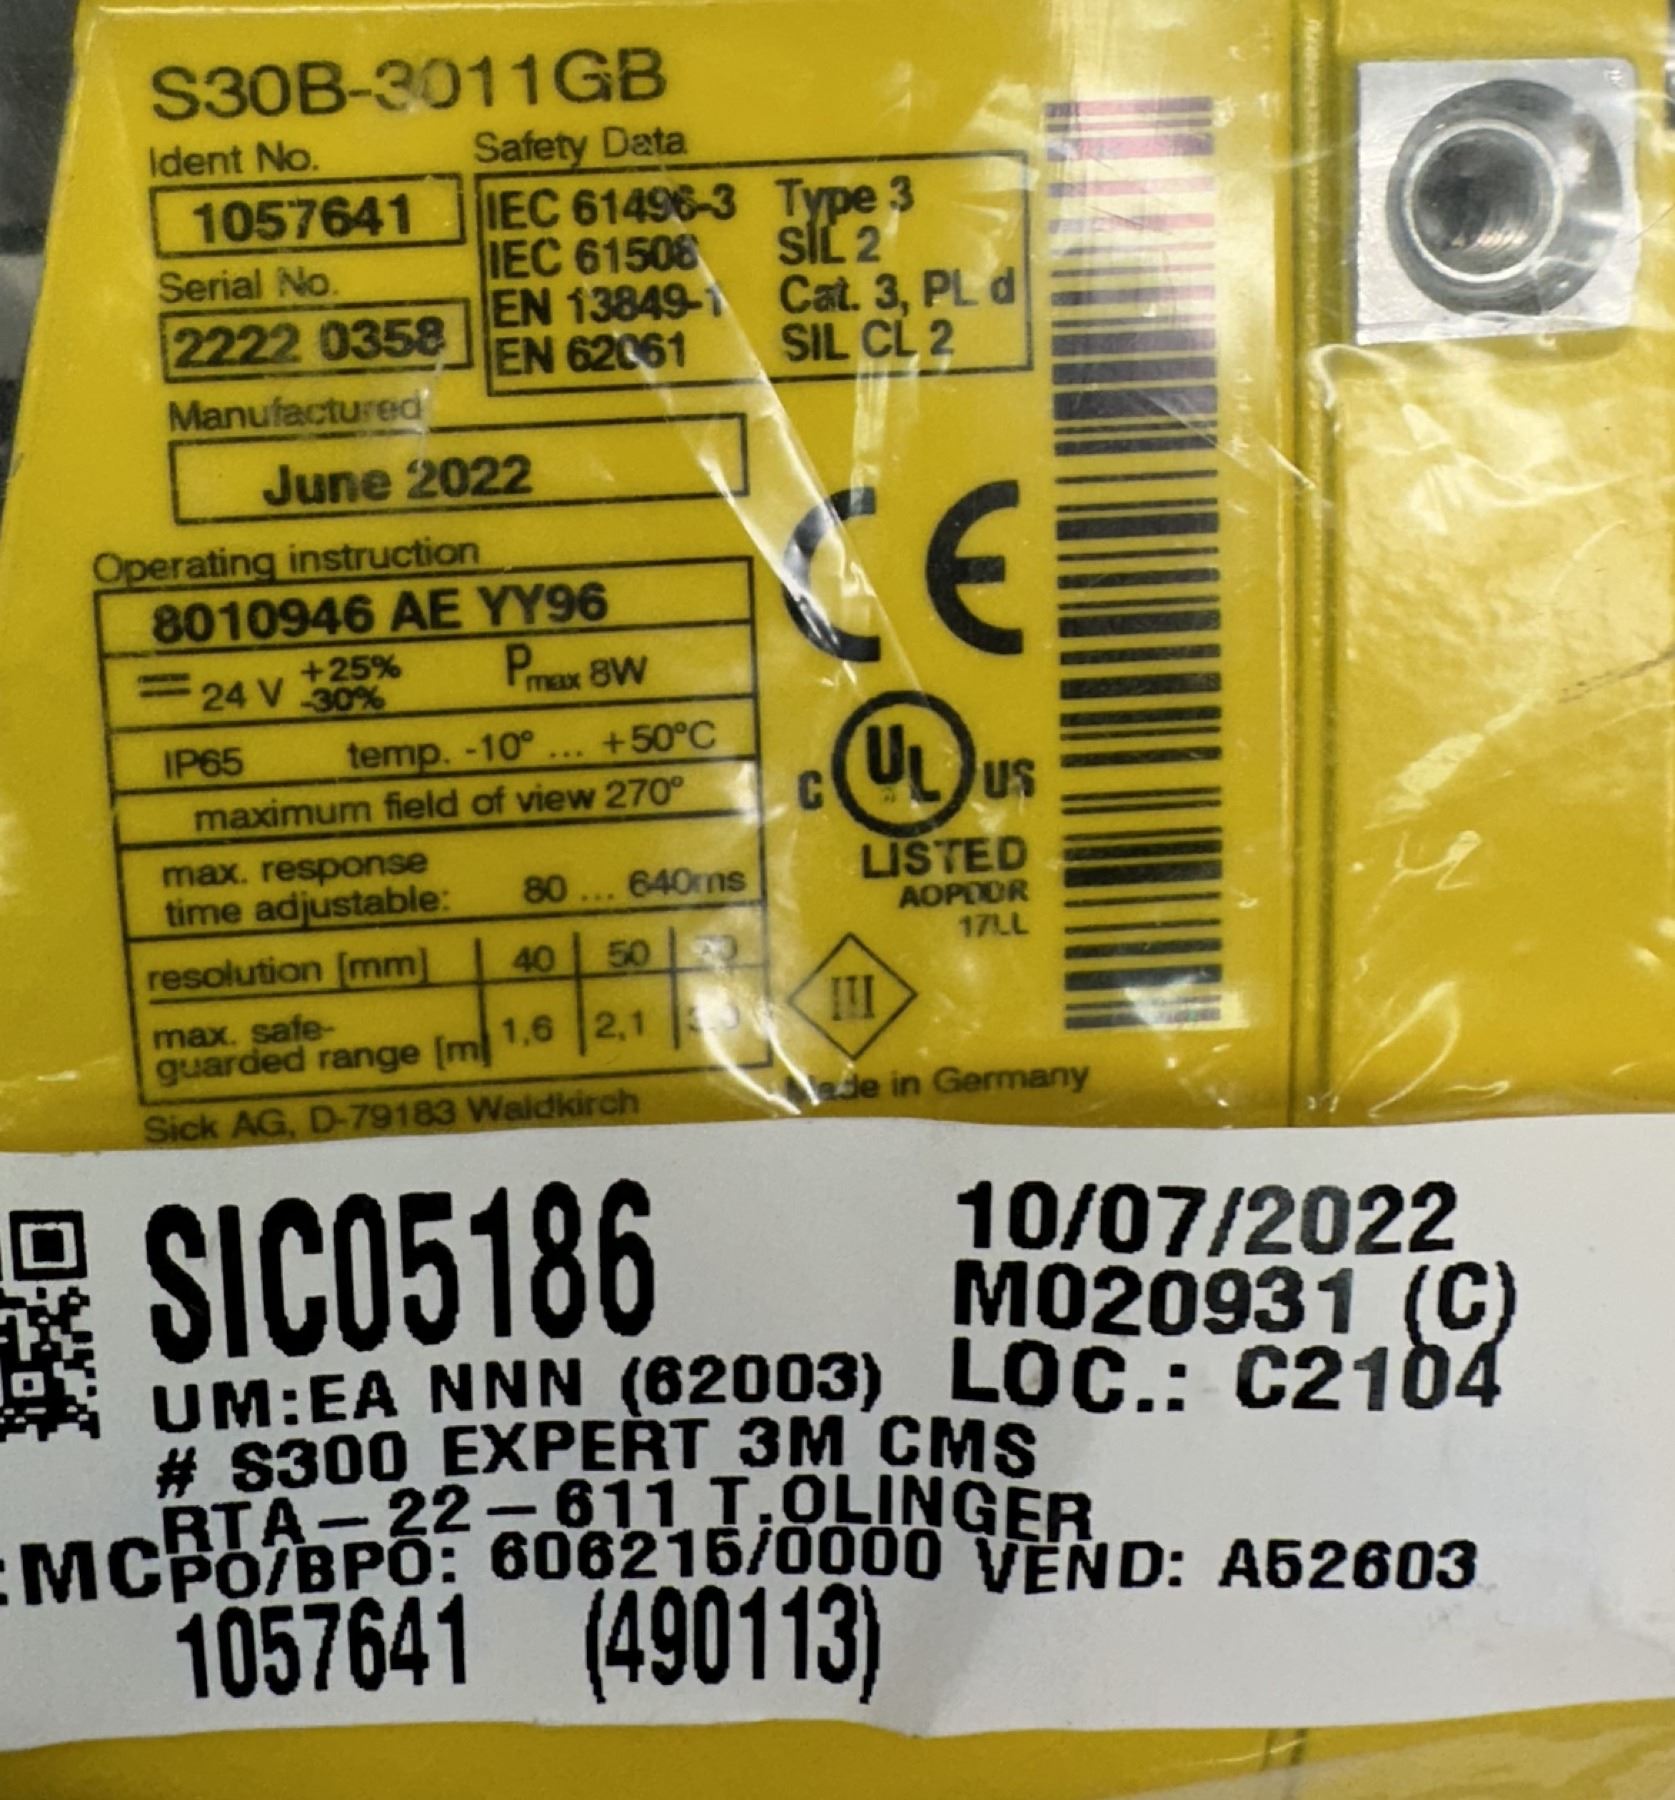 S30B-3011GB
Ident No.
1057641
Safety Data
IEC 61496-3 Type 3
IEC 61508 SIL 2
EN 13849-1 Cat. 3, PL d
EN 62061 SIL CL 2
Serial No.
2222 0358
Manufactured
June 2022
Operating instruction
8010946 AE YY96
24 V +25% -30% Pmax 8W
IP65 temp. -10° ... +50°C
maximum field of view 270°
max. response
time adjustable: 80 ... 640ms
resolution [mm] 40 50
max. safe-
guarded range [m] 1,6 2,1
Sick AG, D-79183 Waldkirch
CE
C UL US
LISTED
AOPDDR
17LL
III
Made in Germany
SIC05186
10/07/2022
M020931 (C)
LOC.: C2104
UM:EA NNN (62003)
# S300 EXPERT 3M CMS
RTA-22-611 T.OLINGER
:MC
PO/BPO: 606215/0000 VEND: A52603
1057641 (490113)